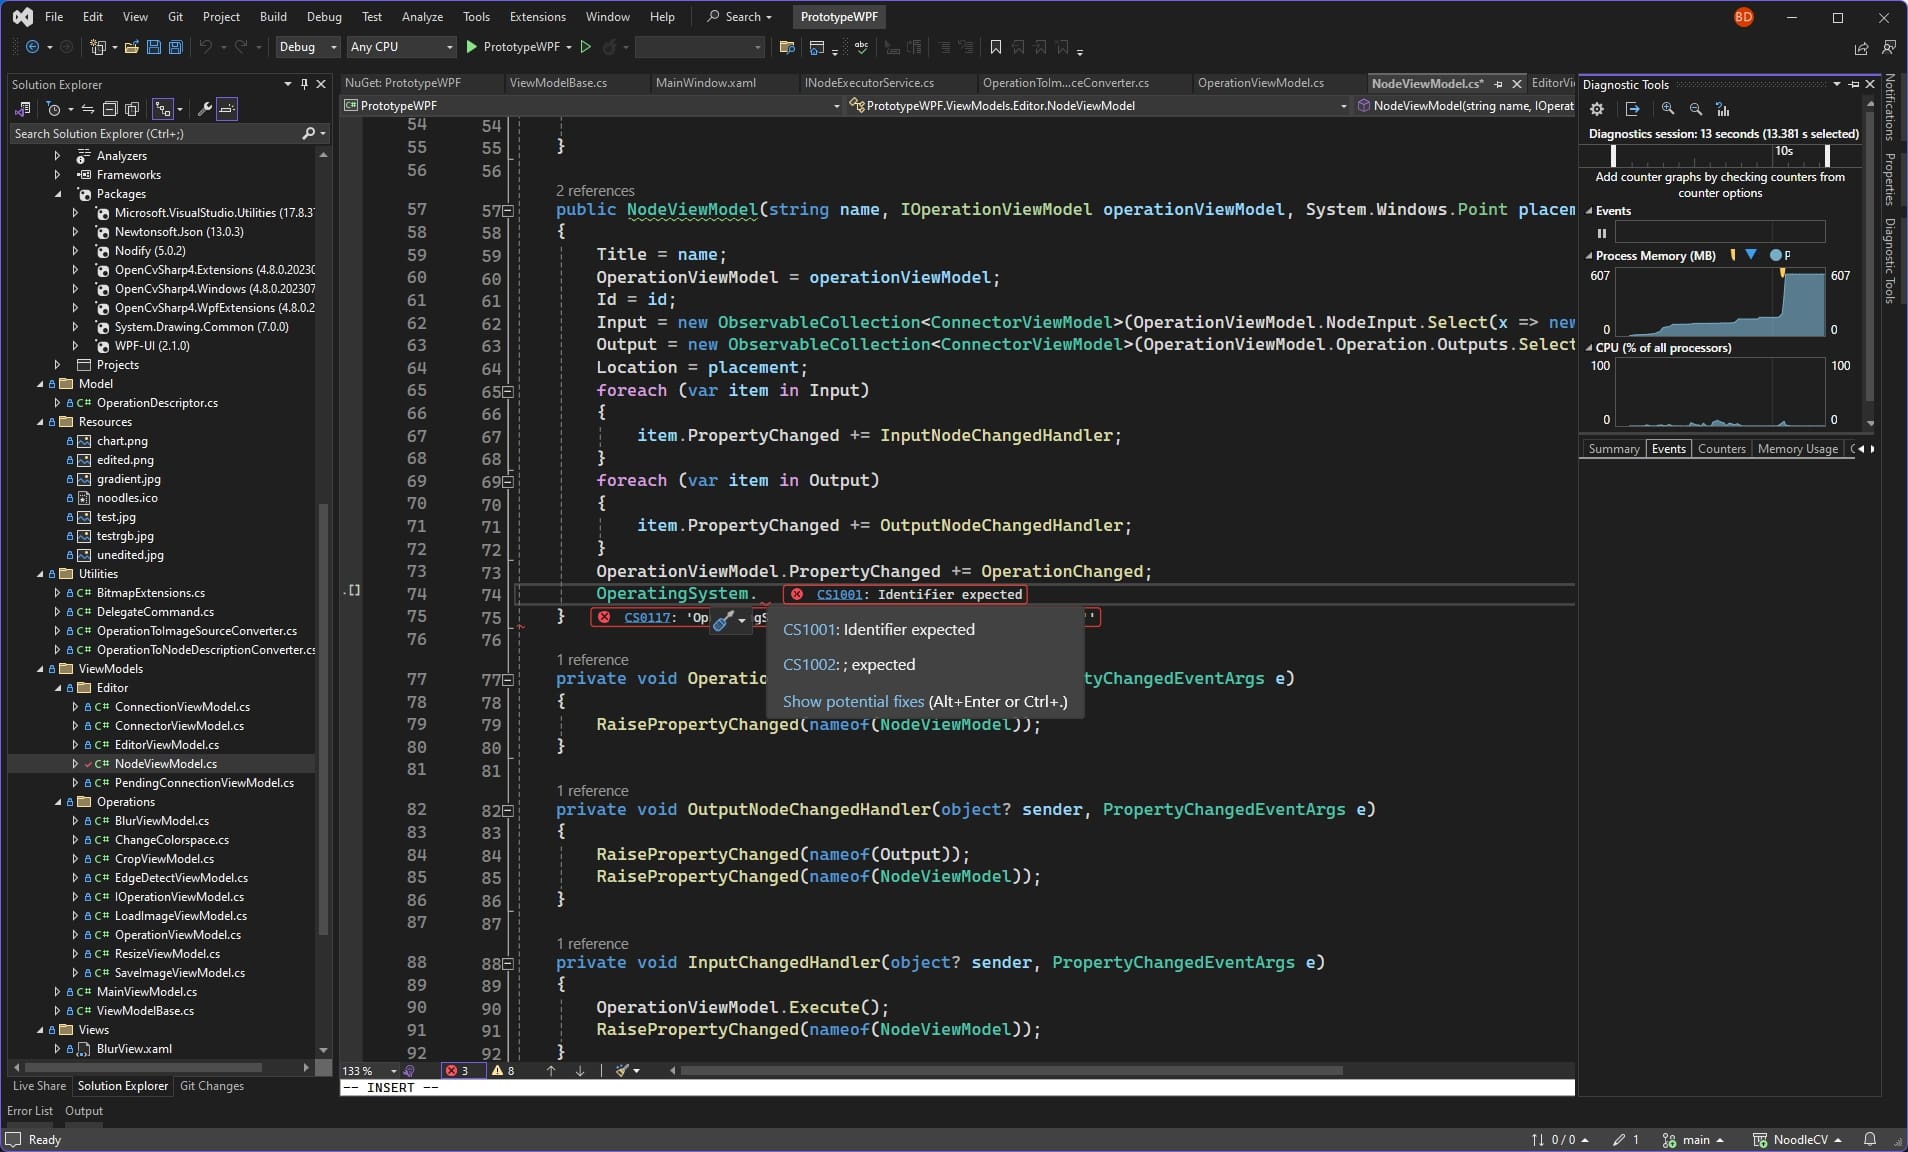 File Edit View Git Project Build Debug Test Analyze Tools Extensions Window Help Search PrototypeWPF BD
Debug Any CPU PrototypeWPF
Solution Explorer
Search Solution Explorer (Ctrl+;)
Analyzers
Frameworks
Packages
Microsoft.VisualStudio.Utilities (17.8.3
Newtonsoft.Json (13.0.3)
Nodify (5.0.2)
OpenCvSharp4.Extensions (4.8.0.20230
OpenCvSharp4.Windows (4.8.0.202307
OpenCvSharp4.WpfExtensions (4.8.0.2
System.Drawing.Common (7.0.0)
WPF-UI (2.1.0)
Projects
Model
C# OperationDescriptor.cs
Resources
chart.png
edited.png
gradient.jpg
noodles.ico
test.jpg
testrgb.jpg
unedited.jpg
Utilities
C# BitmapExtensions.cs
C# DelegateCommand.cs
C# OperationToImageSourceConverter.cs
C# OperationToNodeDescriptionConverter.cs
ViewModels
Editor
C# ConnectionViewModel.cs
C# ConnectorViewModel.cs
C# EditorViewModel.cs
C# NodeViewModel.cs
C# PendingConnectionViewModel.cs
Operations
C# BlurViewModel.cs
C# ChangeColorspace.cs
C# CropViewModel.cs
C# EdgeDetectViewModel.cs
C# IOperationViewModel.cs
C# LoadImageViewModel.cs
C# OperationViewModel.cs
C# ResizeViewModel.cs
C# SaveImageViewModel.cs
C# MainViewModel.cs
C# ViewModelBase.cs
Views
BlurView.xaml
Live Share Solution Explorer Git Changes
Error List Output
NuGet: PrototypeWPF ViewModelBase.cs MainWindow.xaml INodeExecutorService.cs OperationToIm...ceConverter.cs OperationViewModel.cs NodeViewModel.cs* EditorVi
PrototypeWPF PrototypeWPF.ViewModels.Editor.NodeViewModel NodeViewModel(string name, IOperat
54 54
55 55 }
56 56
2 references
57 57 public NodeViewModel(string name, IOperationViewModel operationViewModel, System.Windows.Point placem
58 58 {
59 59 Title = name;
60 60 OperationViewModel = operationViewModel;
61 61 Id = id;
62 62 Input = new ObservableCollection<ConnectorViewModel>(OperationViewModel.NodeInput.Select(x => new
63 63 Output = new ObservableCollection<ConnectorViewModel>(OperationViewModel.Operation.Outputs.Select
64 64 Location = placement;
65 65 foreach (var item in Input)
66 66 {
67 67 item.PropertyChanged += InputNodeChangedHandler;
68 68 }
69 69 foreach (var item in Output)
70 70 {
71 71 item.PropertyChanged += OutputNodeChangedHandler;
72 72 }
73 73 OperationViewModel.PropertyChanged += OperationChanged;
74 74 OperatingSystem. CS1001: Identifier expected
75 75 } CS0117: 'Op gS ''
76 76
CS1001: Identifier expected
CS1002: ; expected
Show potential fixes (Alt+Enter or Ctrl+.)
1 reference
77 77 private void Operatio tyChangedEventArgs e)
78 78 {
79 79 RaisePropertyChanged(nameof(NodeViewModel));
80 80 }
81 81
1 reference
82 82 private void OutputNodeChangedHandler(object? sender, PropertyChangedEventArgs e)
83 83 {
84 84 RaisePropertyChanged(nameof(Output));
85 85 RaisePropertyChanged(nameof(NodeViewModel));
86 86 }
87 87
1 reference
88 88 private void InputChangedHandler(object? sender, PropertyChangedEventArgs e)
89 89 {
90 90 OperationViewModel.Execute();
91 91 RaisePropertyChanged(nameof(NodeViewModel));
92 92 }
133 % 3 8
-- INSERT --
Diagnostic Tools
Diagnostics session: 13 seconds (13.381 s selected)
10s
Add counter graphs by checking counters from
counter options
Events
Process Memory (MB) P
607 607
0 0
CPU (% of all processors)
100 100
0 0
Summary Events Counters Memory Usage C
Notifications
Properties
Diagnostic Tools
Ready 0 / 0 1 main NoodleCV